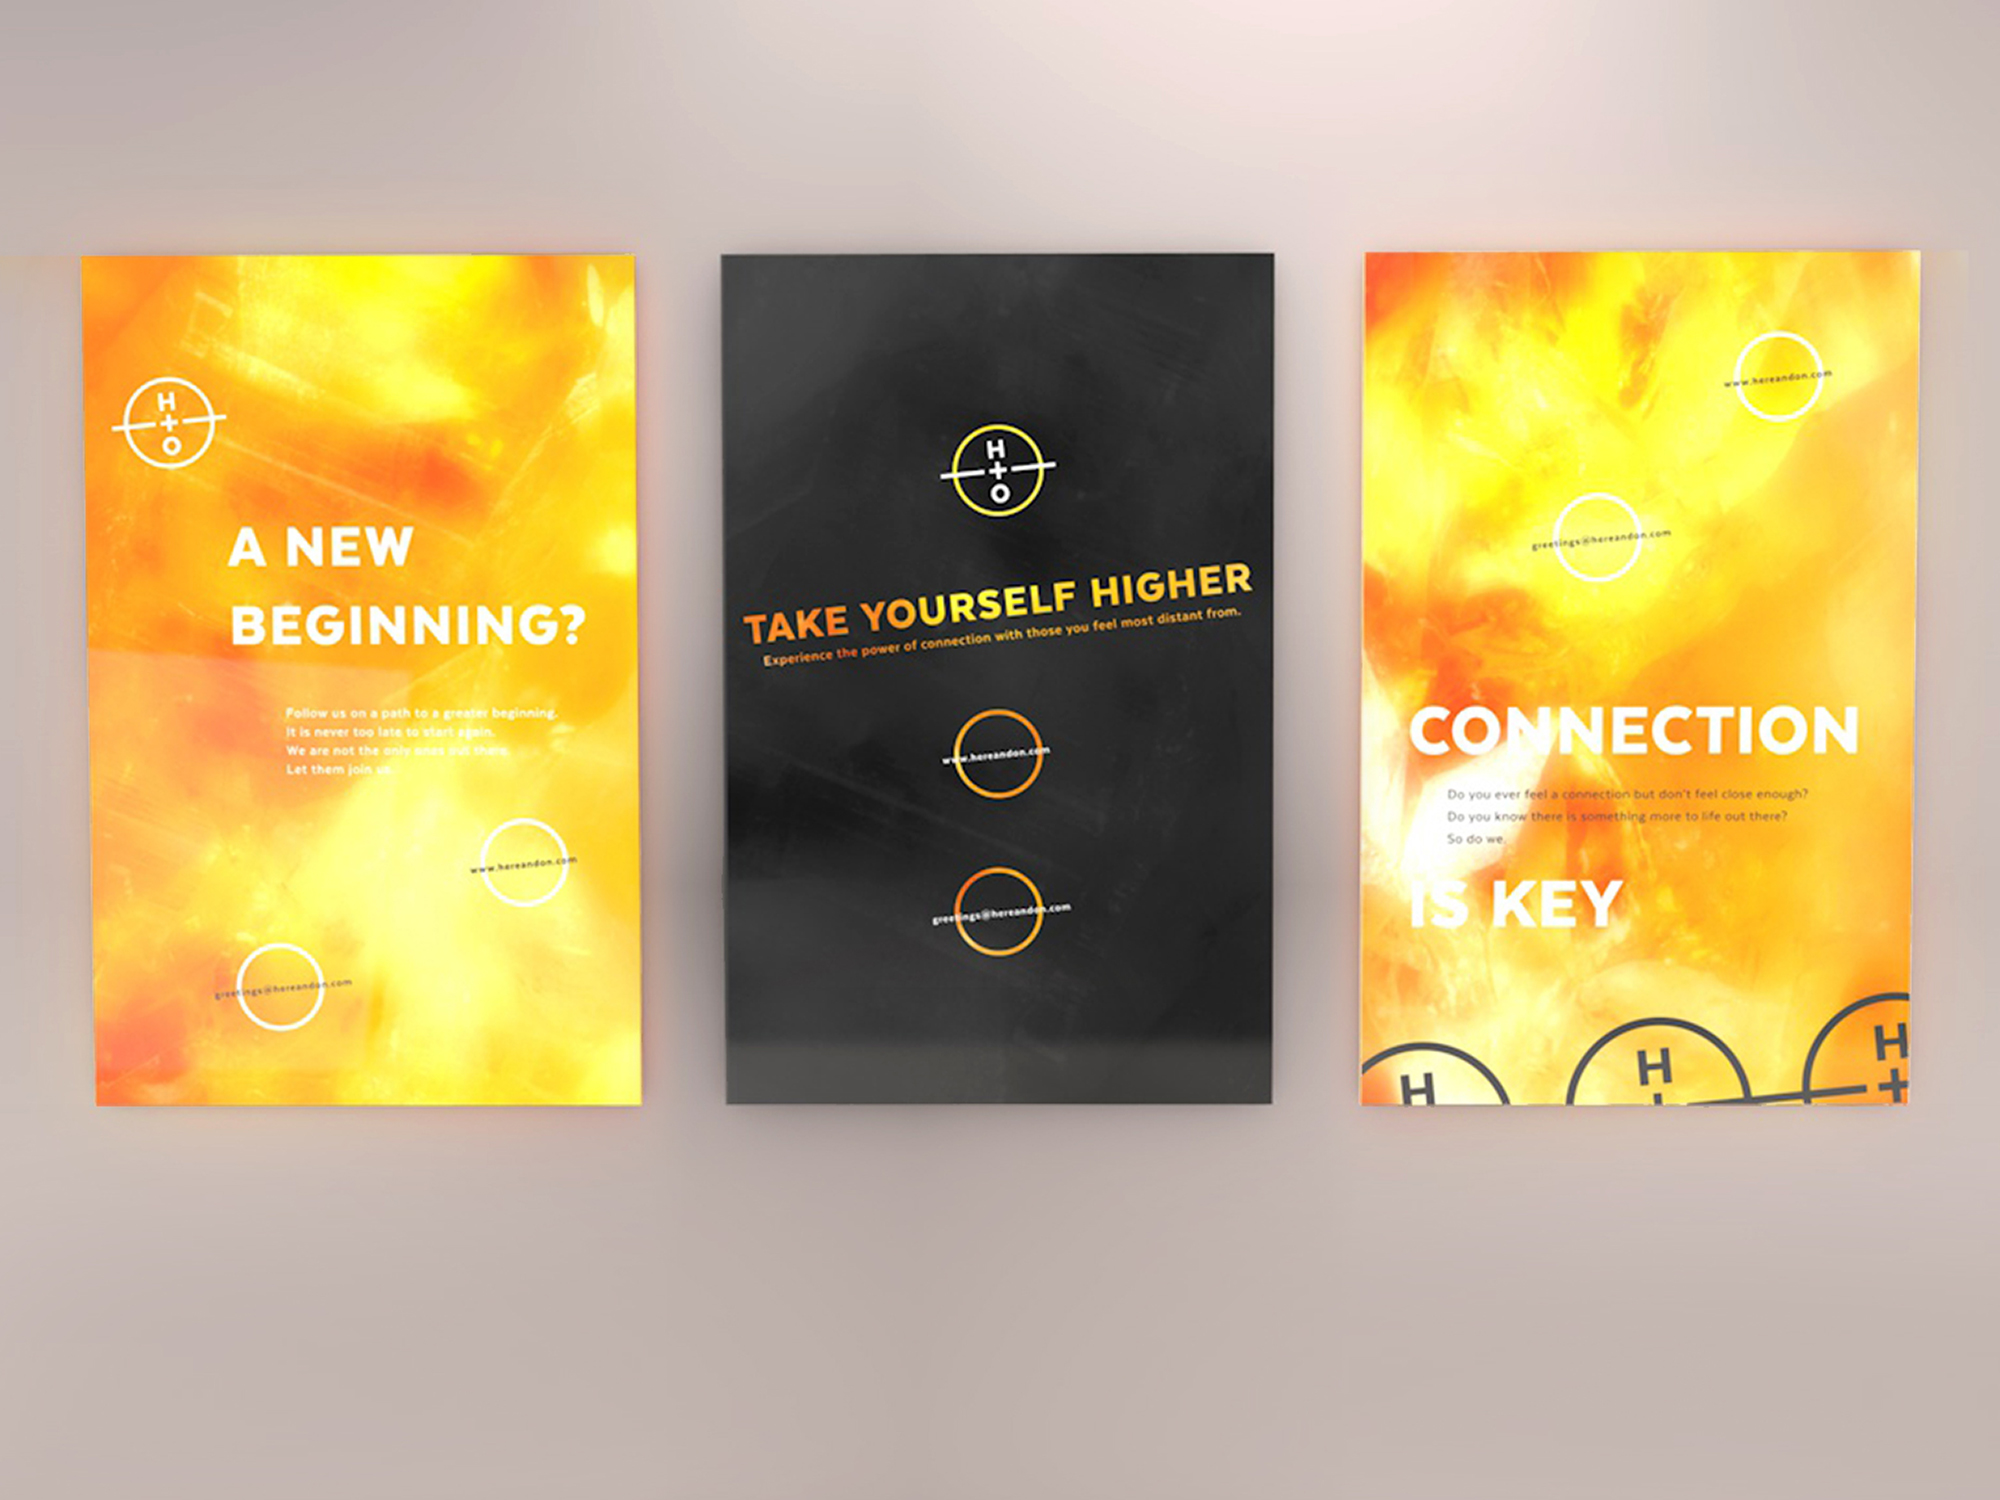 H
+
O
A NEW
BEGINNING?
Follow us on a path to a greater beginning.
It is never too late to start again.
We are not the only ones out there.
Let them join us.
www.hereandon.com
greetings@hereandon.com
H
+
O
TAKE YOURSELF HIGHER
Experience the power of connection with those you feel most distant from.
www.hereandon.com
greetings@hereandon.com
www.hereandon.com
greetings@hereandon.com
CONNECTION
Do you ever feel a connection but don't feel close enough?
Do you know there is something more to life out there?
So do we.
IS KEY
H
H
H
+